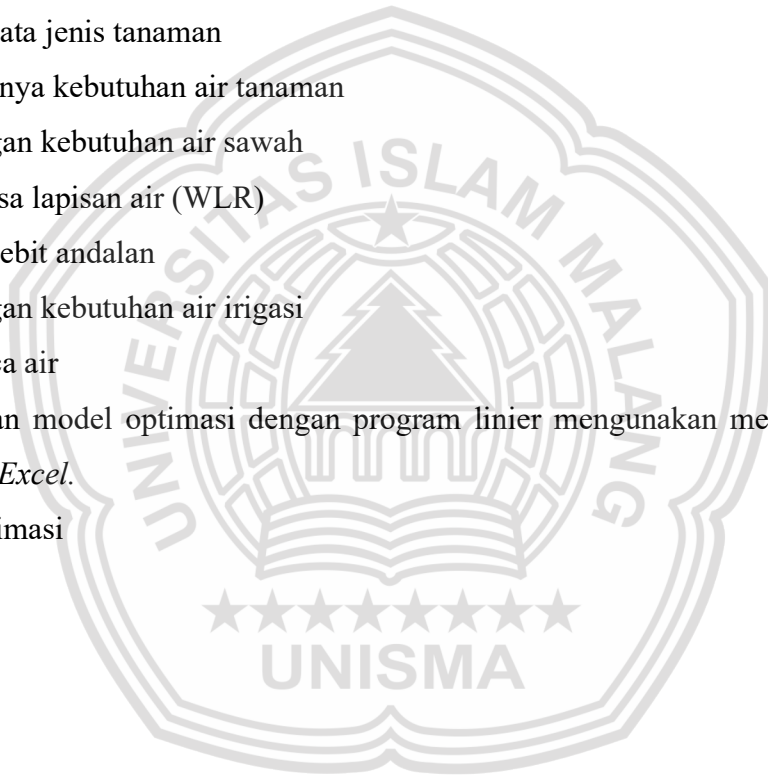 ata jenis tanaman
nya kebutuhan air tanaman
gan kebutuhan air sawah
sa lapisan air (WLR)
ebit andalan
gan kebutuhan air irigasi
a air
an model optimasi dengan program linier mengunakan me
Excel.
imasi
UNIVERSITAS ISLAM MALANG
UNISMA